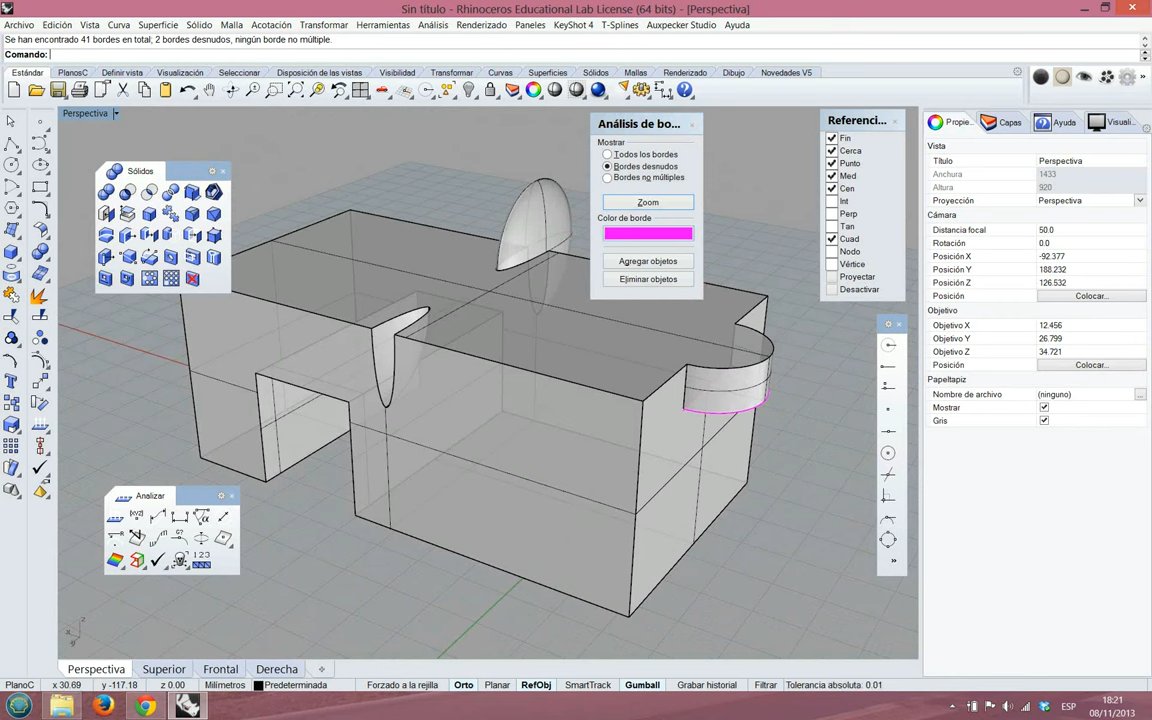 Sin título - Rhinoceros Educational Lab License (64 bits) - [Perspectiva]
Archivo Edición Vista Curva Superficie Sólido Malla Acotación Transformar Herramientas Análisis Renderizado Paneles KeyShot 4 T-Splines Auxpecker Studio Ayuda
Se han encontrado 41 bordes en total; 2 bordes desnudos, ningún borde no múltiple.
Comando:
Estándar PlanosC Definir vista Visualización Seleccionar Disposición de las vistas Visibilidad Transformar Curvas Superficies Sólidos Mallas Renderizado Dibujo Novedades V5
Perspectiva
Sólidos
Analizar
XYZ
1 2 3
Análisis de bo...
Mostrar
Todos los bordes
Bordes desnudos
Bordes no múltiples
Zoom
Color de borde
Agregar objetos
Eliminar objetos
Referenci...
Fin
Cerca
Punto
Med
Cen
Int
Perp
Tan
Cuad
Nodo
Vértice
Proyectar
Desactivar
Propie... Capas Ayuda Visuali...
Vista
Título Perspectiva
Anchura 1433
Altura 920
Proyección Perspectiva
Cámara
Distancia focal 50.0
Rotación 0.0
Posición X -92.377
Posición Y 188.232
Posición Z 126.532
Posición Colocar...
Objetivo
Objetivo X 12.456
Objetivo Y 26.799
Objetivo Z 34.721
Posición Colocar...
Papeltapiz
Nombre de archivo (ninguno) ...
Mostrar
Gris
z
x
y
Perspectiva Superior Frontal Derecha
PlanoC x 30.69 y -117.18 z 0.00 Milímetros Predeterminada Forzado a la rejilla Orto Planar RefObj SmartTrack Gumball Grabar historial Filtrar Tolerancia absoluta: 0.01
ESP
18:21
08/11/2013